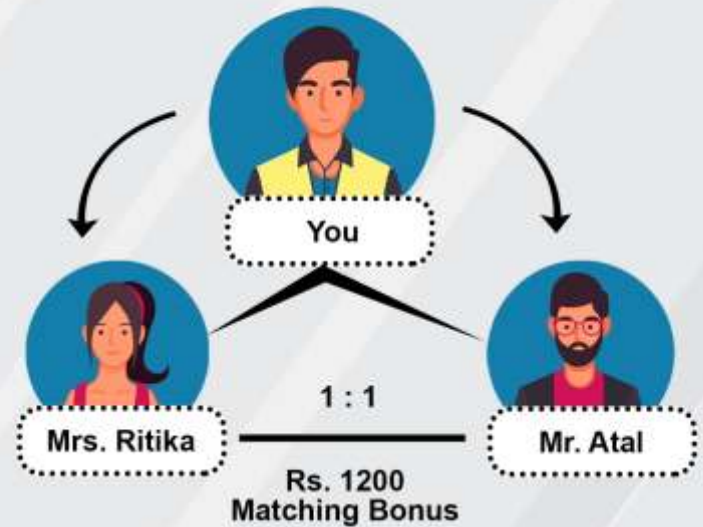 You
Mrs. Ritika
1 : 1
Mr. Atal
Rs. 1200
Matching Bonus